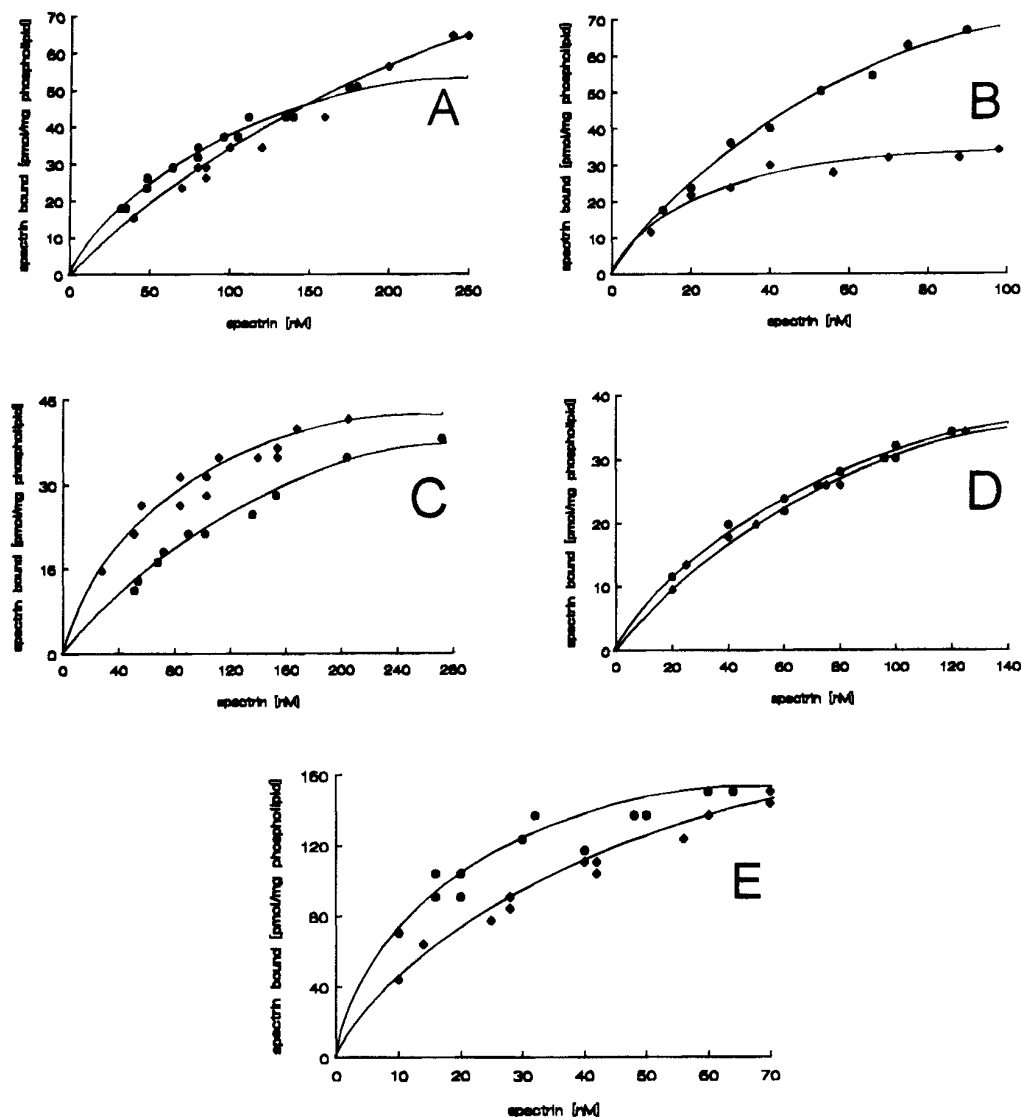 70
60
50
40
30
20
10
0
spectrin bound [pmol/mg phospholipid]
A
0 50 100 150 200 250
spectrin [nM]
70
60
50
40
30
20
10
0
spectrin bound [pmol/mg phospholipid]
B
0 20 40 60 80 100
spectrin [nM]
45
30
15
0
spectrin bound [pmol/mg phospholipid]
C
0 40 80 120 160 200 240 280
spectrin [nM]
40
30
20
10
0
spectrin bound [pmol/mg phospholipid]
D
0 20 40 60 80 100 120 140
spectrin [nM]
160
120
80
40
0
spectrin bound [pmol/mg phospholipid]
E
0 10 20 30 40 50 60 70
spectrin [nM]